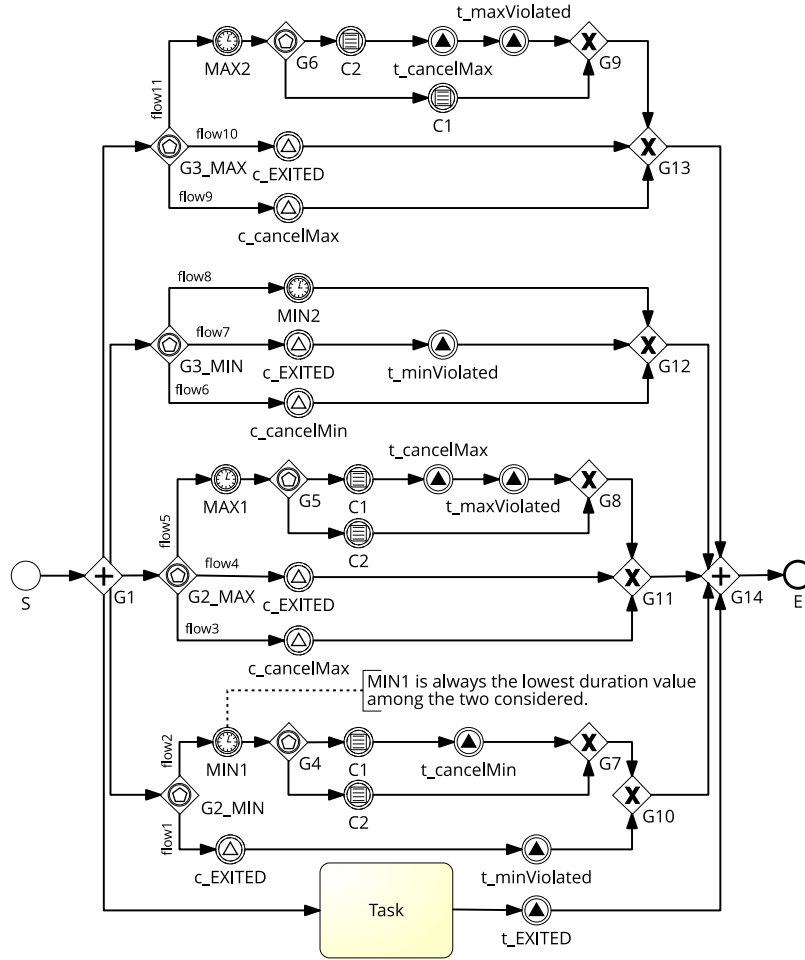 t_maxViolated
MAX2
G6
C2
t_cancelMax
G9
flow11
C1
flow10
G3_MAX
c_EXITED
G13
flow9
c_cancelMax
flow8
MIN2
flow7
G3_MIN
c_EXITED
t_minViolated
G12
flow6
c_cancelMin
t_cancelMax
MAX1
G5
C1
t_maxViolated
G8
flow5
C2
flow4
S
G1
G2_MAX
c_EXITED
G11
G14
E
flow3
c_cancelMax
MIN1 is always the lowest duration value
among the two considered.
flow2
MIN1
G4
C1
t_cancelMin
G7
G2_MIN
C2
G10
flow1
c_EXITED
t_minViolated
Task
t_EXITED